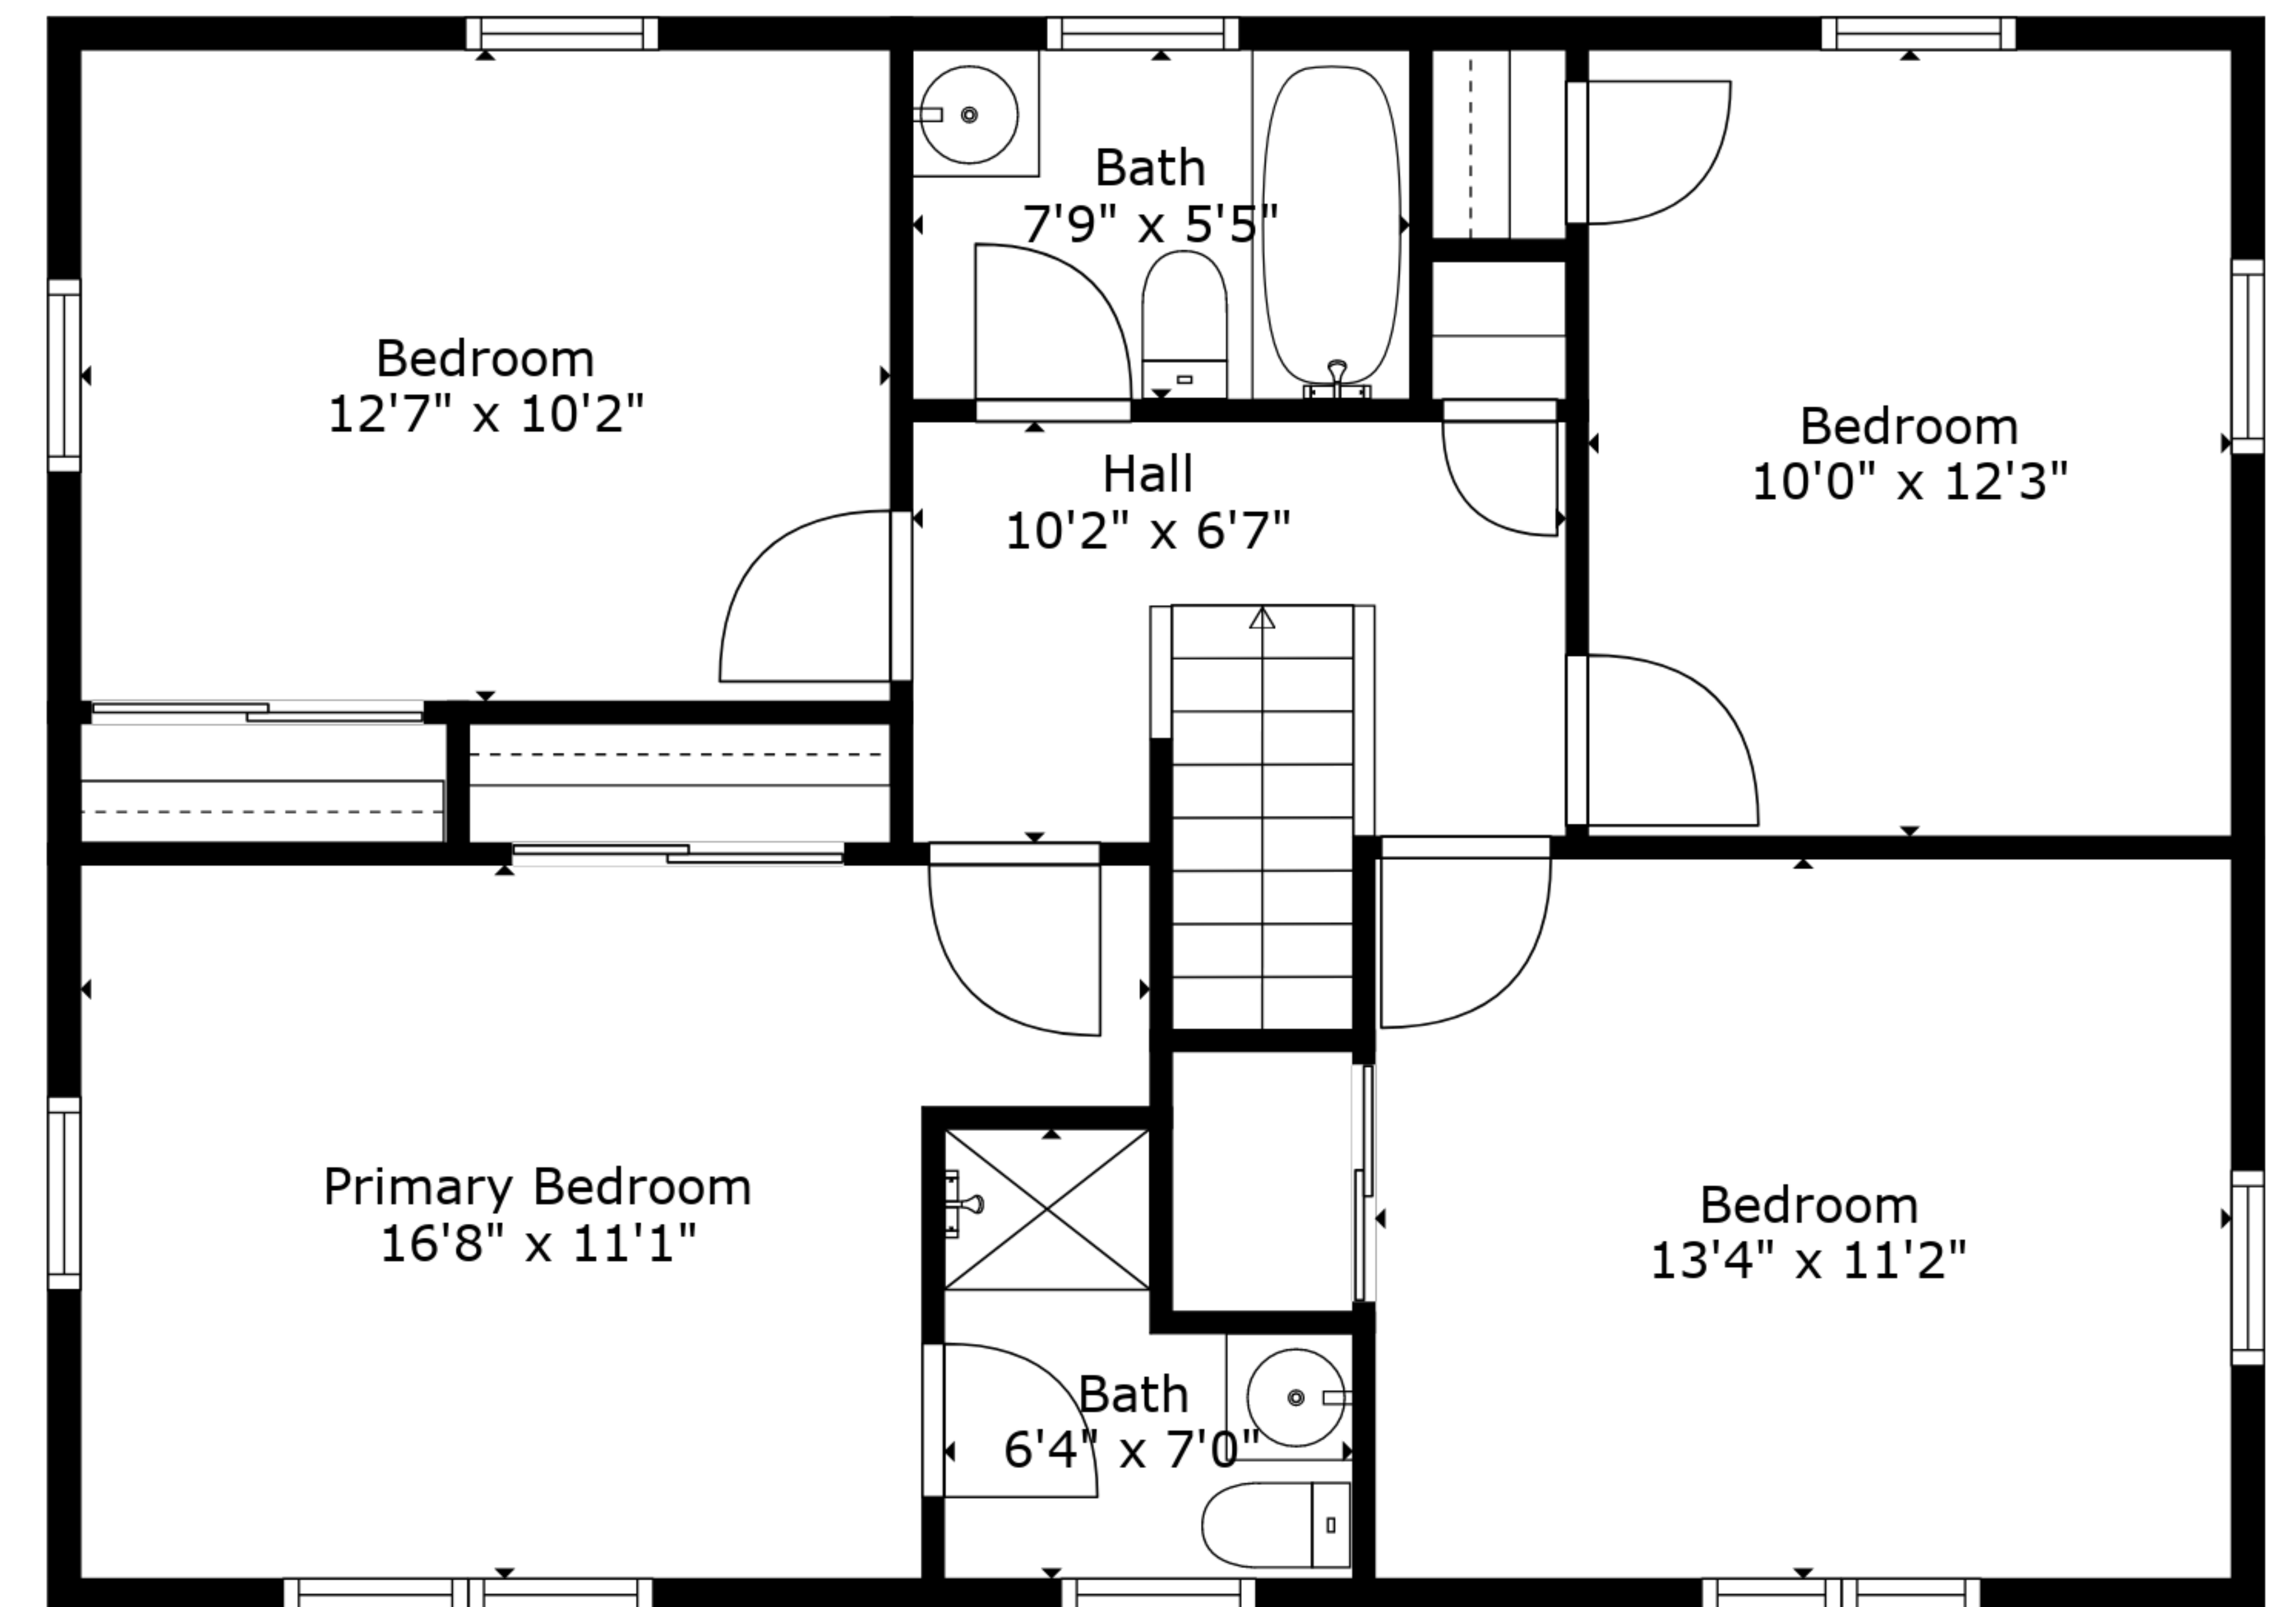 Bath
7'9" x 5'5"
Bedroom
12'7" x 10'2"
Bedroom
10'0" x 12'3"
Hall
10'2" x 6'7"
Primary Bedroom
16'8" x 11'1"
Bedroom
13'4" x 11'2"
Bath
6'4" x 7'0"